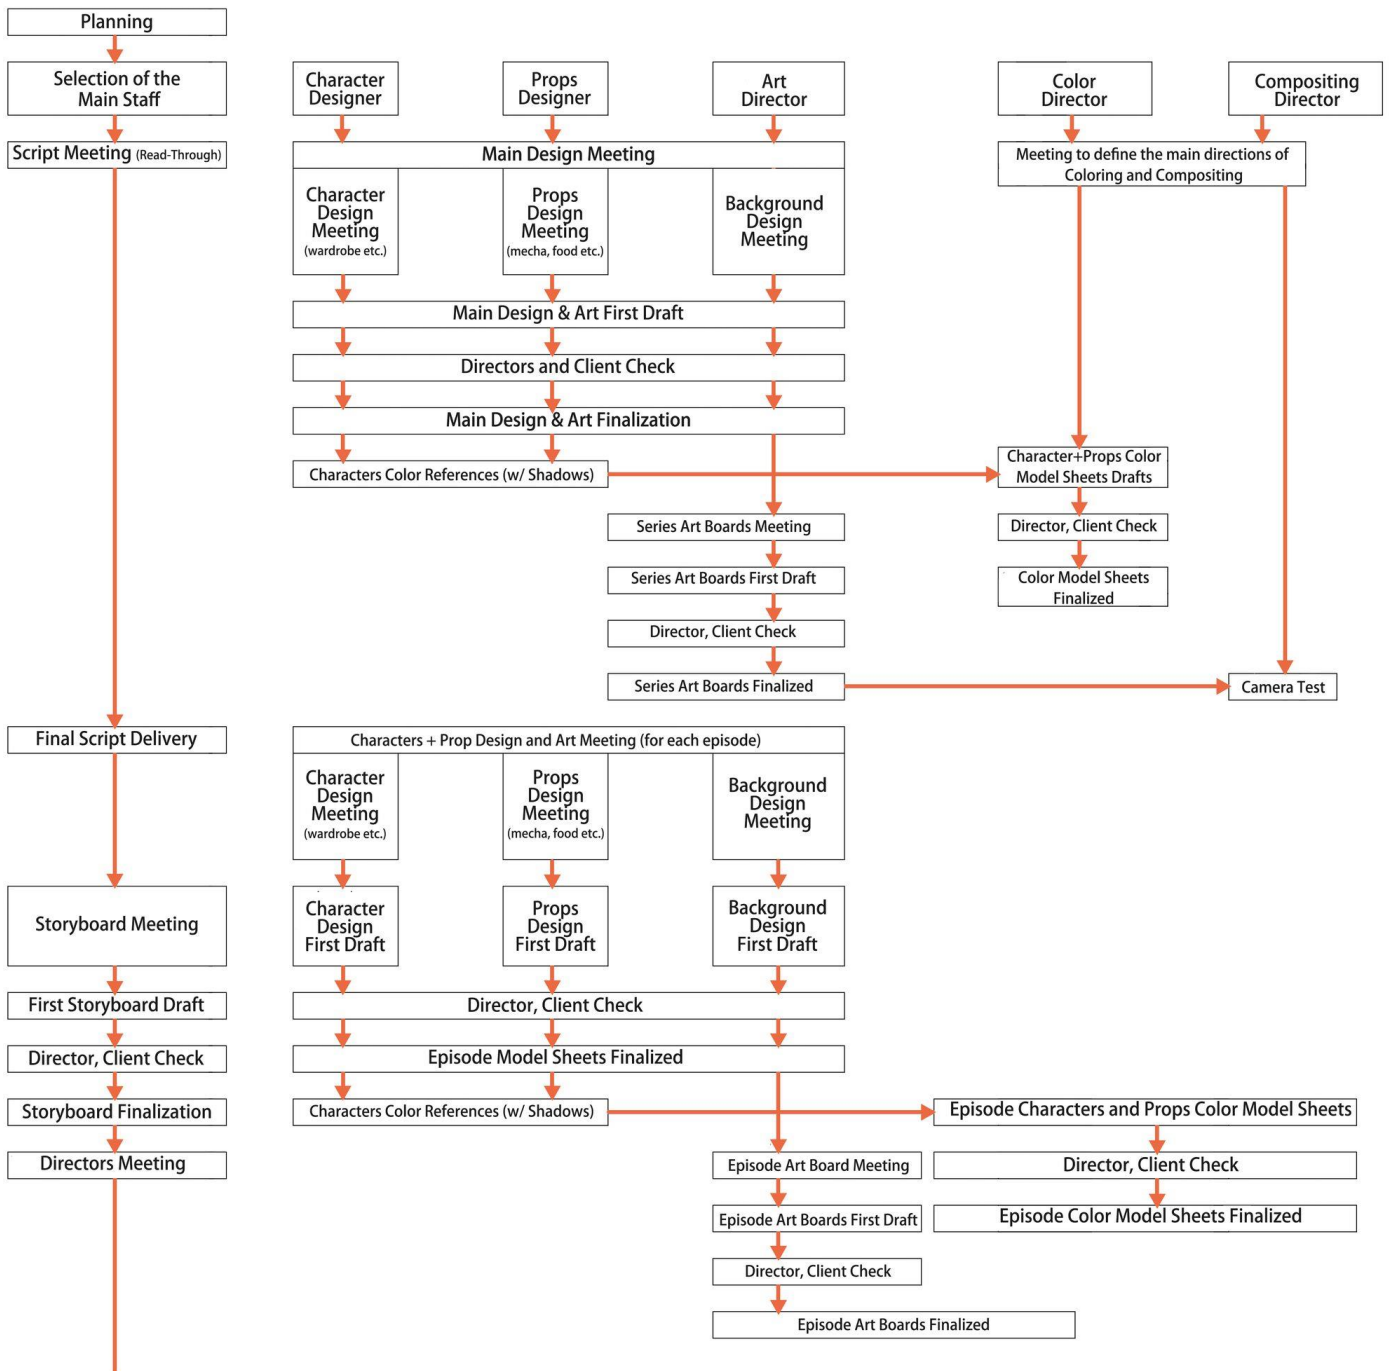 Planning
Selection of the
Main Staff
Script Meeting (Read-Through)
Final Script Delivery
Storyboard Meeting
First Storyboard Draft
Director, Client Check
Storyboard Finalization
Directors Meeting
Character
Designer
Props
Designer
Art
Director
Main Design Meeting
Character
Design
Meeting
(wardrobe etc.)
Props
Design
Meeting
(mecha, food etc.)
Background
Design
Meeting
Main Design & Art First Draft
Directors and Client Check
Main Design & Art Finalization
Characters Color References (w/ Shadows)
Series Art Boards Meeting
Series Art Boards First Draft
Director, Client Check
Series Art Boards Finalized
Color
Director
Compositing
Director
Meeting to define the main directions of
Coloring and Compositing
Character+Props Color
Model Sheets Drafts
Director, Client Check
Color Model Sheets
Finalized
Camera Test
Characters + Prop Design and Art Meeting (for each episode)
Character
Design
Meeting
(wardrobe etc.)
Props
Design
Meeting
(mecha, food etc.)
Background
Design
Meeting
Character
Design
First Draft
Props
Design
First Draft
Background
Design
First Draft
Director, Client Check
Episode Model Sheets Finalized
Characters Color References (w/ Shadows)
Episode Art Board Meeting
Episode Art Boards First Draft
Director, Client Check
Episode Art Boards Finalized
Episode Characters and Props Color Model Sheets
Director, Client Check
Episode Color Model Sheets Finalized